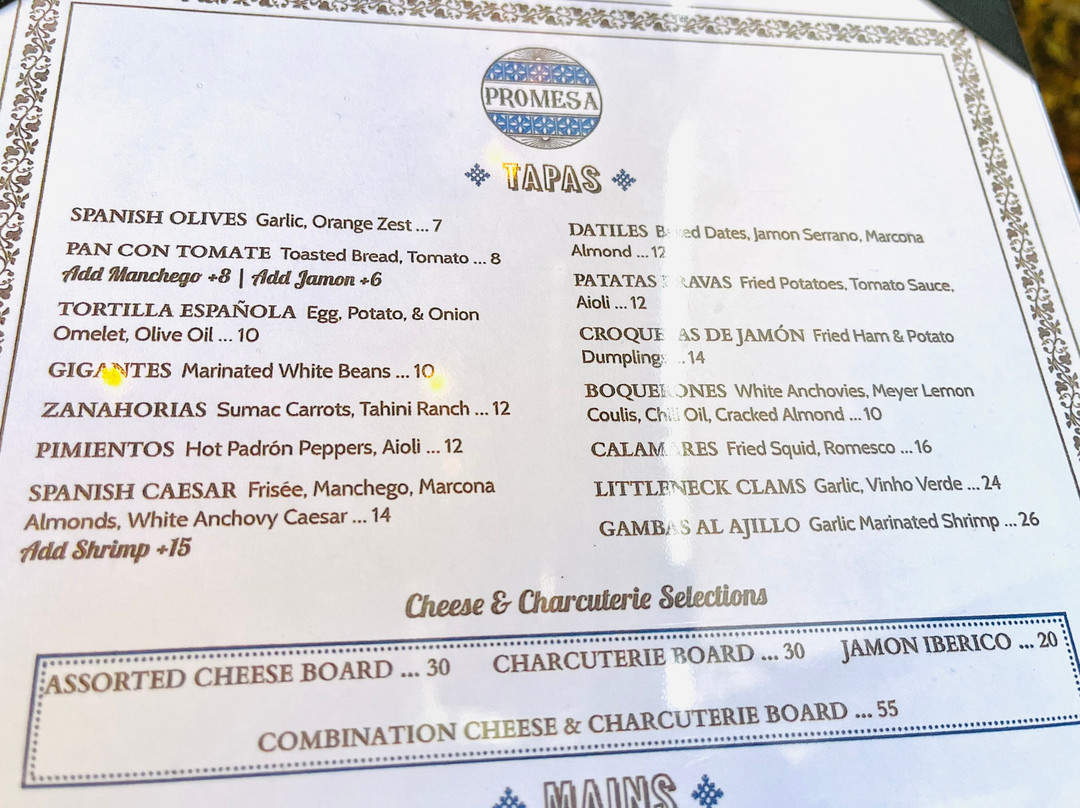 PROMESA
TAPAS
SPANISH OLIVES Garlic, Orange Zest ... 7
PAN CON TOMATE Toasted Bread, Tomato ... 8
Add Manchego +8 | Add Jamon +6
TORTILLA ESPAÑOLA Egg, Potato, & Onion
Omelet, Olive Oil ... 10
GIGANTES Marinated White Beans ... 10
ZANAHORIAS Sumac Carrots, Tahini Ranch ... 12
PIMIENTOS Hot Padrón Peppers, Aioli ... 12
SPANISH CAESAR Frisée, Manchego, Marcona
Almonds, White Anchovy Caesar ... 14
Add Shrimp +15
DATILES Baked Dates, Jamon Serrano, Marcona
Almond ... 12
PATATAS BRAVAS Fried Potatoes, Tomato Sauce,
Aioli ... 12
CROQUETAS DE JAMÓN Fried Ham & Potato
Dumplings ... 14
BOQUERONES White Anchovies, Meyer Lemon
Coulis, Chili Oil, Cracked Almond ... 10
CALAMARES Fried Squid, Romesco ... 16
LITTLENECK CLAMS Garlic, Vinho Verde ... 24
GAMBAS AL AJILLO Garlic Marinated Shrimp ... 26
Cheese & Charcuterie Selections
ASSORTED CHEESE BOARD ... 30 CHARCUTERIE BOARD ... 30 JAMON IBERICO ... 20
COMBINATION CHEESE & CHARCUTERIE BOARD ... 55
MAINS